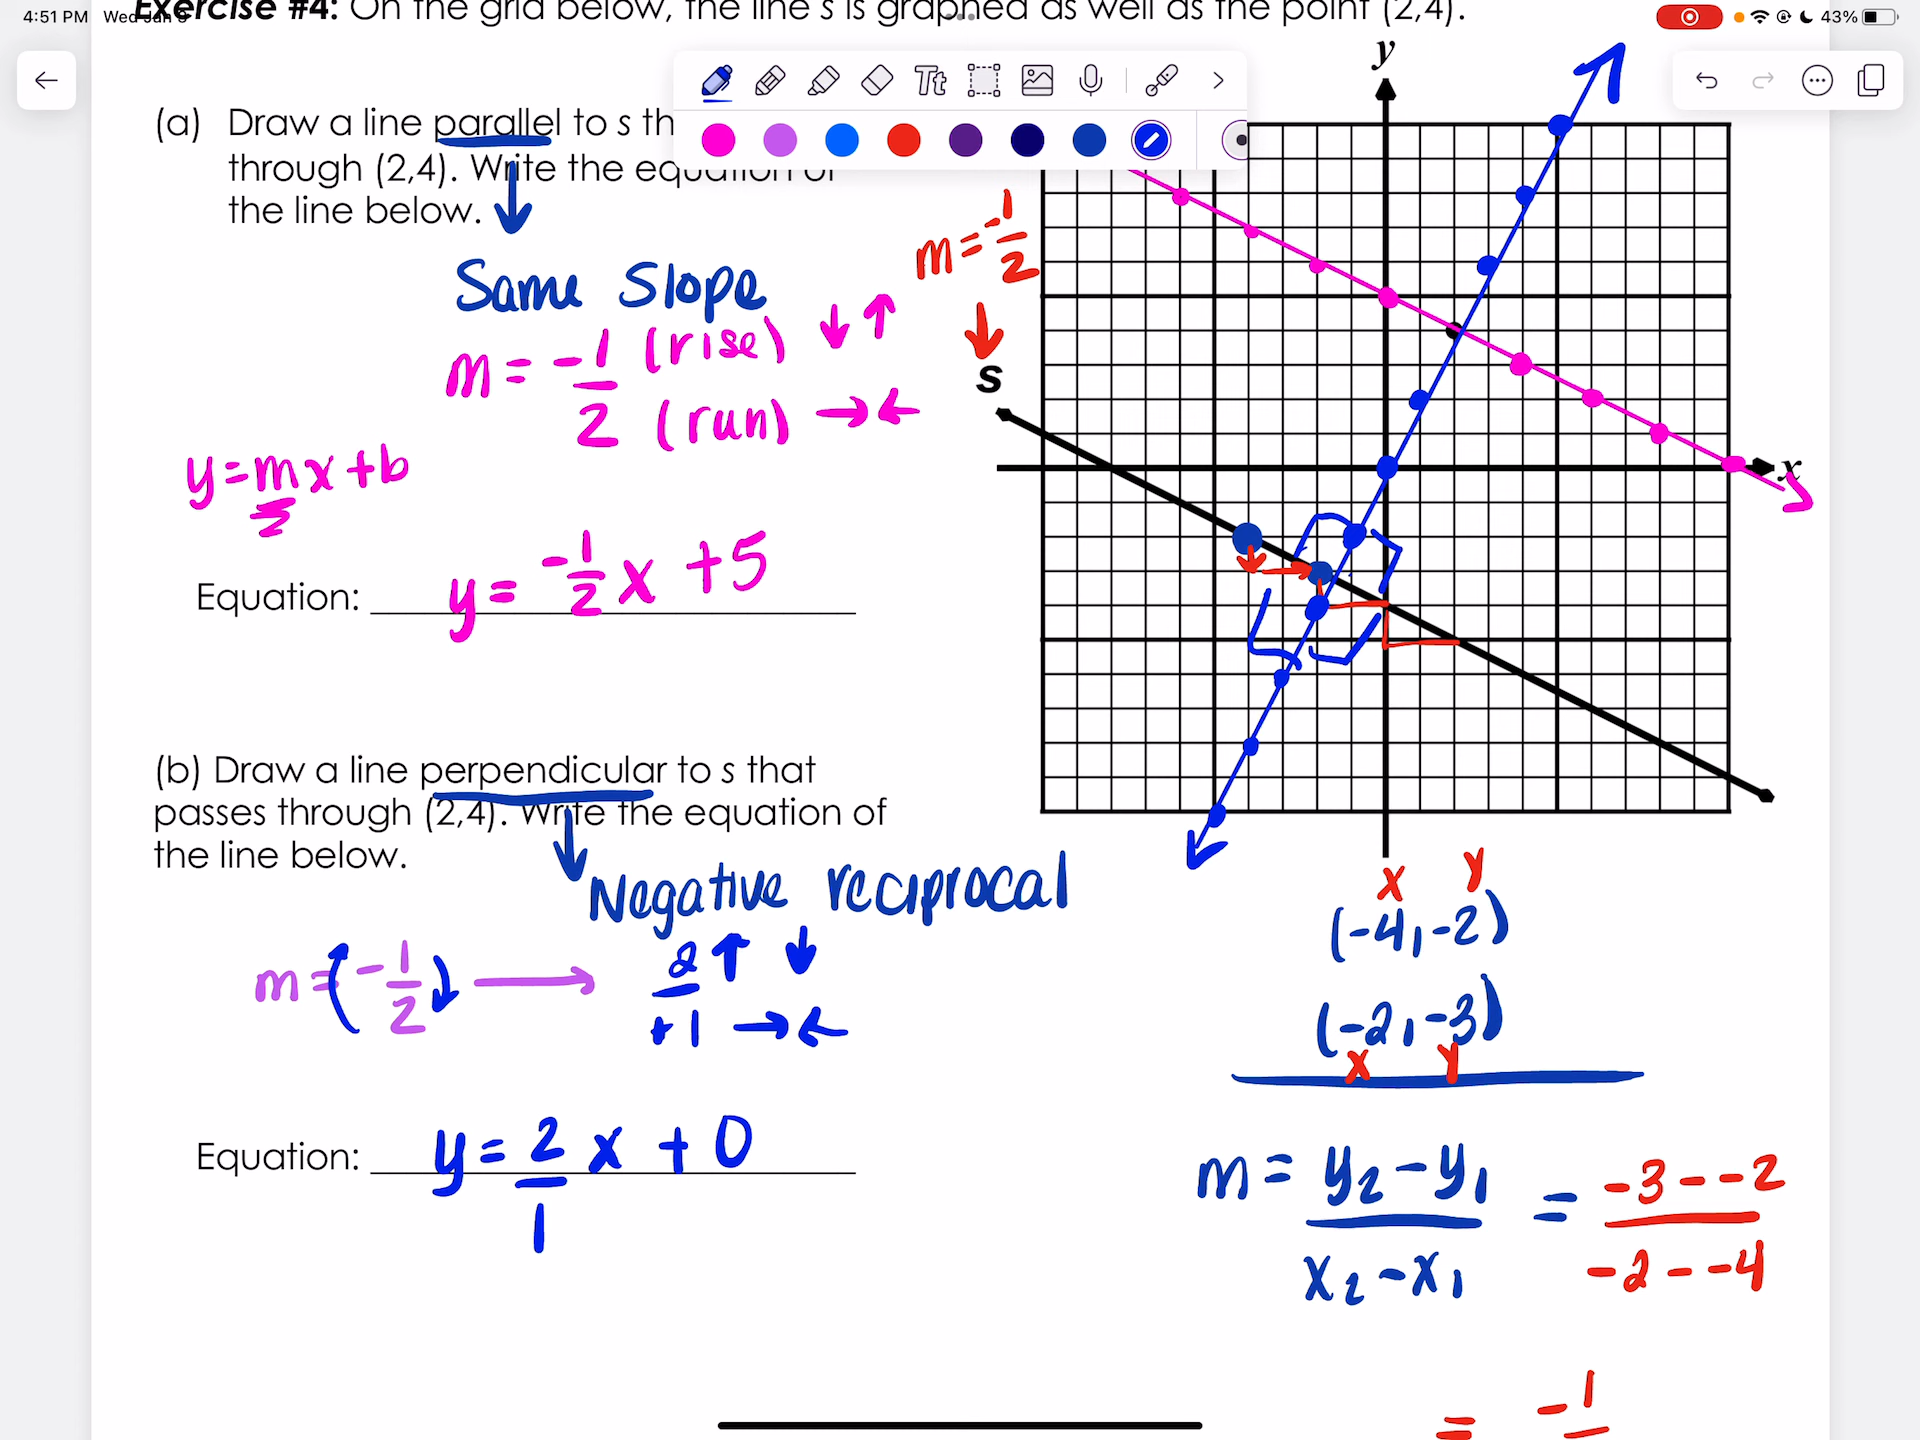 4:51 PM Wed Jan
43%
Exercise #4: On the grid below, the line s is graphed as well as the point (2,4).
Tt
(a) Draw a line parallel to s th
through (2,4). Write the equation of
the line below.
Same Slope
m = -1/2 (rise) ↓↑
(run) →←
y=mx+b
Equation: y = -1/2 x +5
m=-1/2
↓
s
y
x
(b) Draw a line perpendicular to s that
passes through (2,4). Write the equation of
the line below.
Negative reciprocal
m=(-1/2) → 2/+1 ↑ ↓
→←
Equation: y = 2/1 x + 0
x y
(-4,-2)
(-2,-3)
x y
m = y₂-y₁ / x₂-x₁ = -3--2 / -2--4
= -1